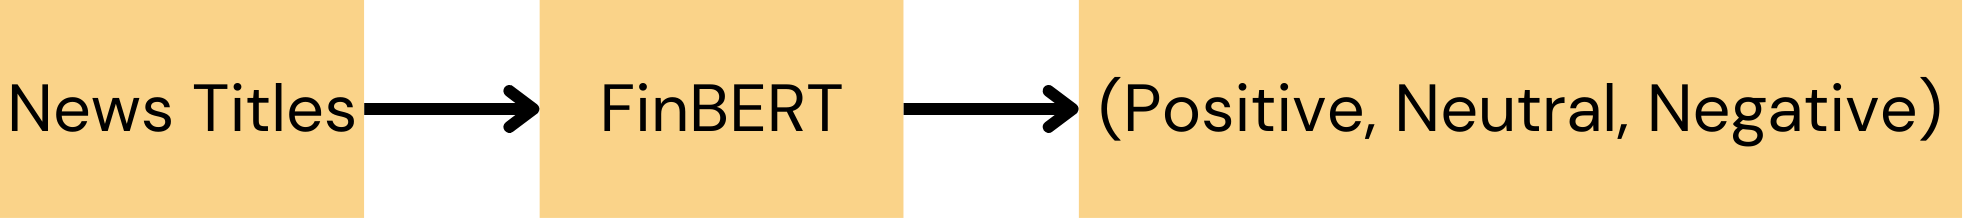 News Titles
FinBERT
(Positive, Neutral, Negative)